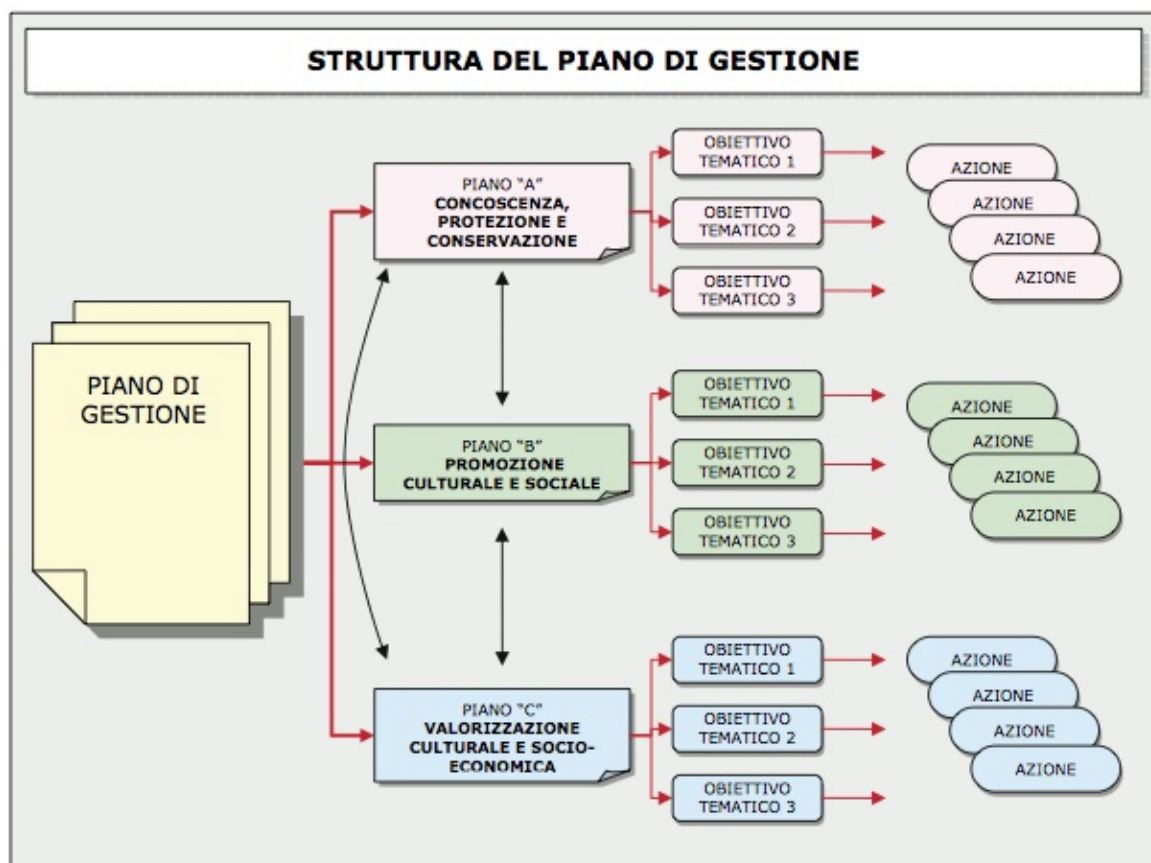 STRUTTURA DEL PIANO DI GESTIONE
PIANO DI
GESTIONE
PIANO “A”
CONCOSCENZA,
PROTEZIONE E
CONSERVAZIONE
OBIETTIVO
TEMATICO 1
OBIETTIVO
TEMATICO 2
OBIETTIVO
TEMATICO 3
AZIONE
AZIONE
AZIONE
AZIONE
PIANO “B”
PROMOZIONE
CULTURALE E SOCIALE
OBIETTIVO
TEMATICO 1
OBIETTIVO
TEMATICO 2
OBIETTIVO
TEMATICO 3
AZIONE
AZIONE
AZIONE
AZIONE
PIANO “C”
VALORIZZAZIONE
CULTURALE E SOCIO-
ECONOMICA
OBIETTIVO
TEMATICO 1
OBIETTIVO
TEMATICO 2
OBIETTIVO
TEMATICO 3
AZIONE
AZIONE
AZIONE
AZIONE